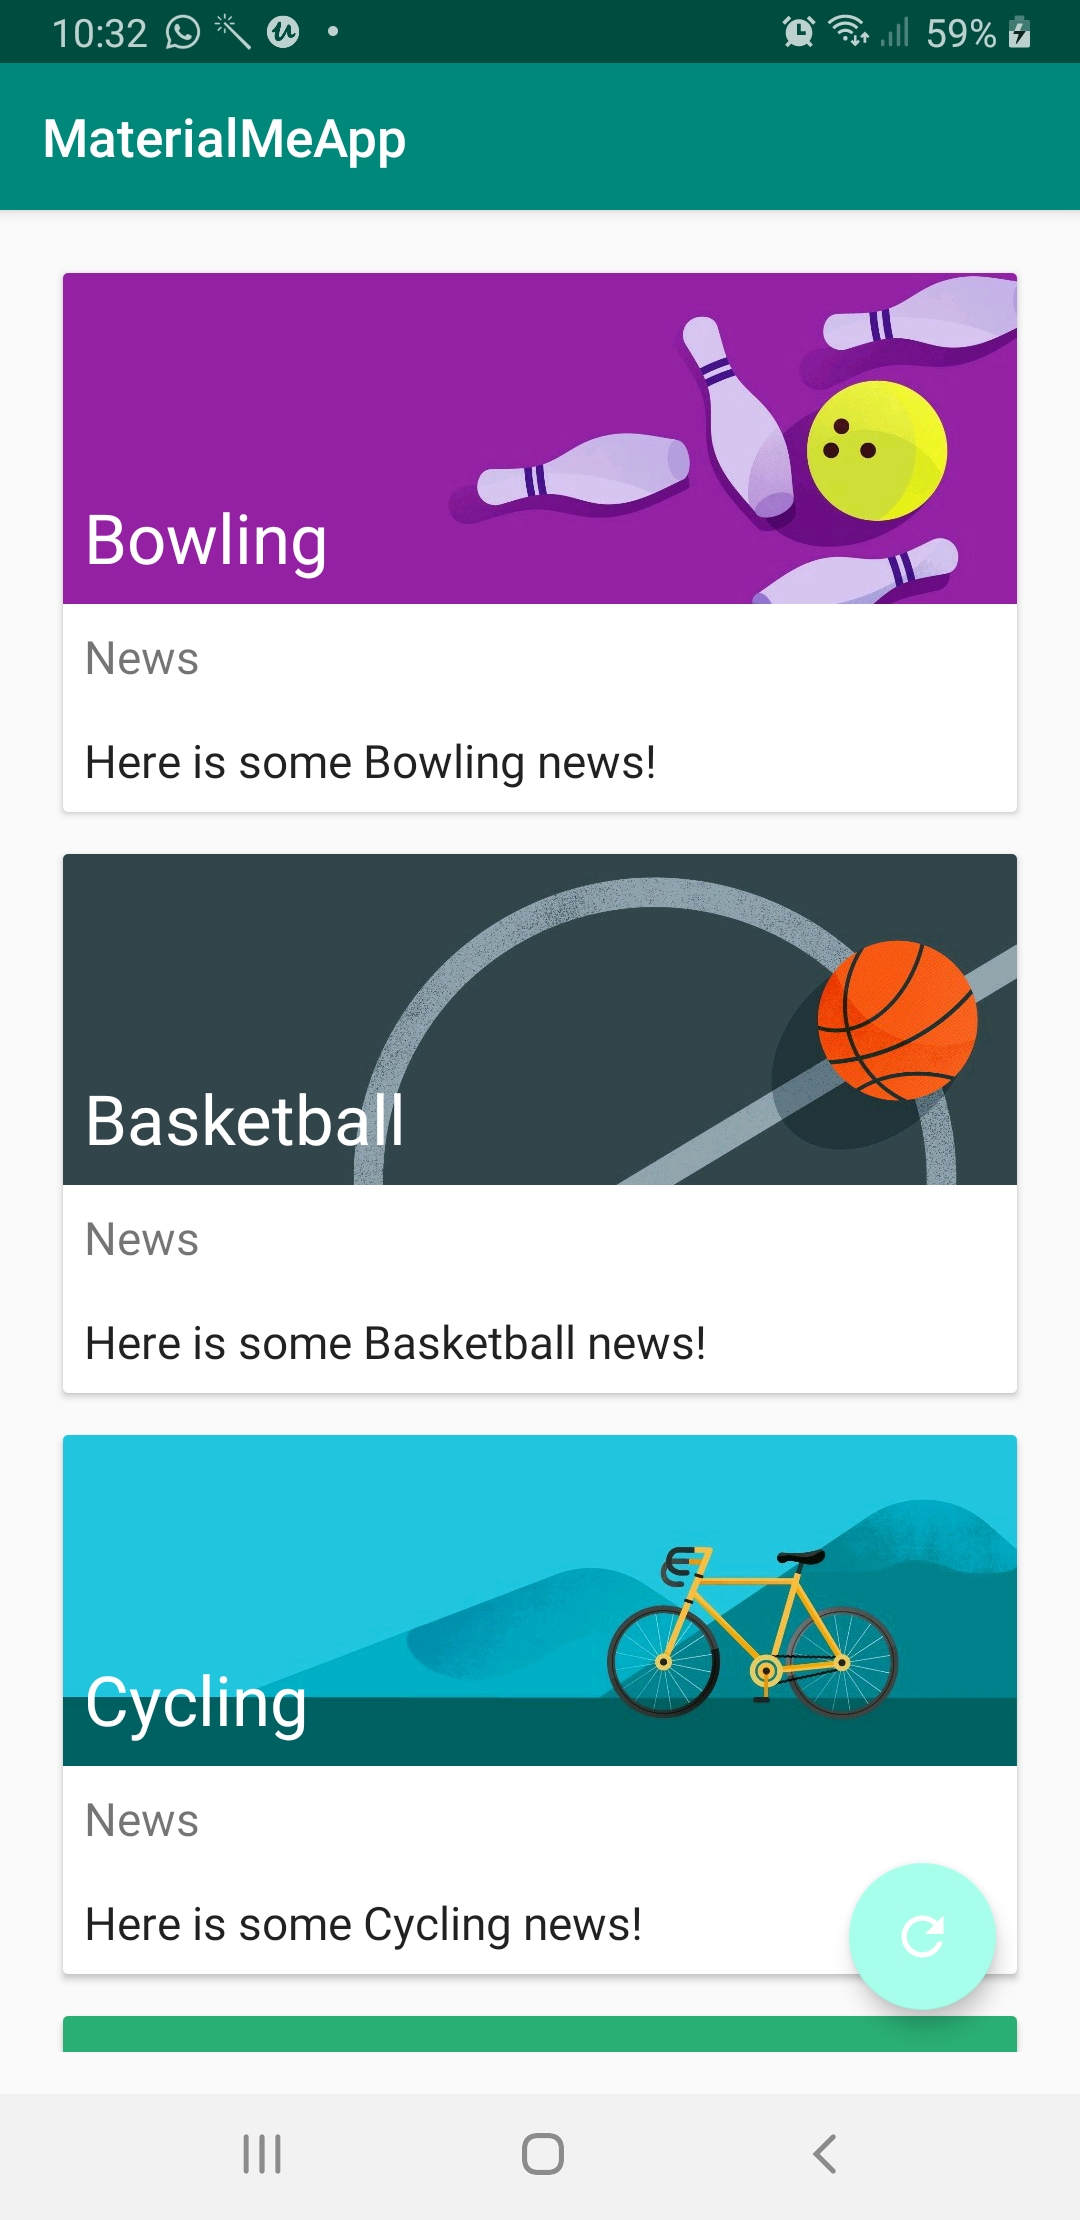 10:32 59%
MaterialMeApp
Bowling
News
Here is some Bowling news!
Basketball
News
Here is some Basketball news!
Cycling
News
Here is some Cycling news!